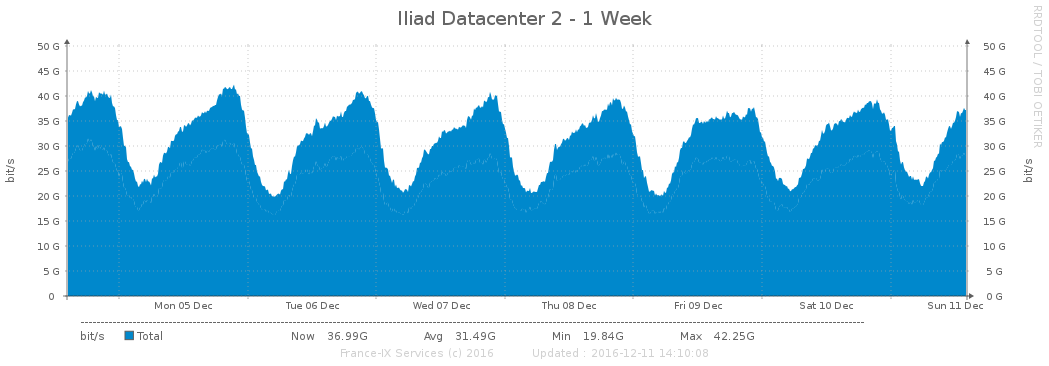 Iliad Datacenter 2 - 1 Week
RRDTOOL / TOBI OETIKER
50 G 50 G
45 G 45 G
40 G 40 G
35 G 35 G
30 G 30 G
25 G 25 G
20 G 20 G
15 G 15 G
10 G 10 G
5 G 5 G
0 0 G
bit/s bit/s
Mon 05 Dec Tue 06 Dec Wed 07 Dec Thu 08 Dec Fri 09 Dec Sat 10 Dec Sun 11 Dec
bit/s Total Now 36.99G Avg 31.49G Min 19.84G Max 42.25G
France-IX Services (c) 2016 Updated : 2016-12-11 14:10:08